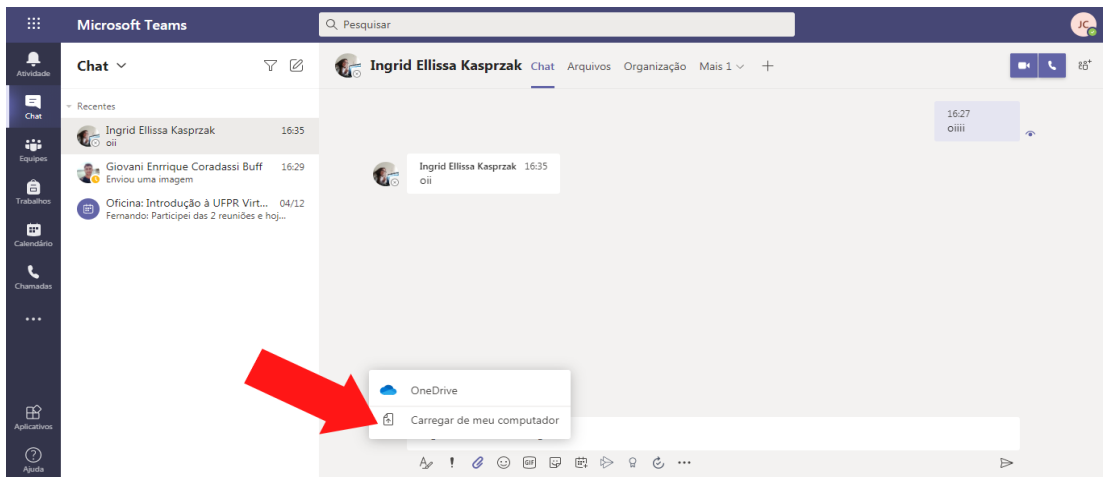 Microsoft Teams
Pesquisar
JC
Atividade
Chat
Equipes
Trabalhos
Calendário
Chamadas
Aplicativos
Ajuda
Chat
Recentes
Ingrid Ellissa Kasprzak 16:35
oii
Giovani Enrrique Coradassi Buff 16:29
Enviou uma imagem
Oficina: Introdução à UFPR Virt... 04/12
Fernando: Participei das 2 reuniões e hoj...
Ingrid Ellissa Kasprzak Chat Arquivos Organização Mais 1
16:27
oiiii
Ingrid Ellissa Kasprzak 16:35
oii
OneDrive
Carregar de meu computador
GIF